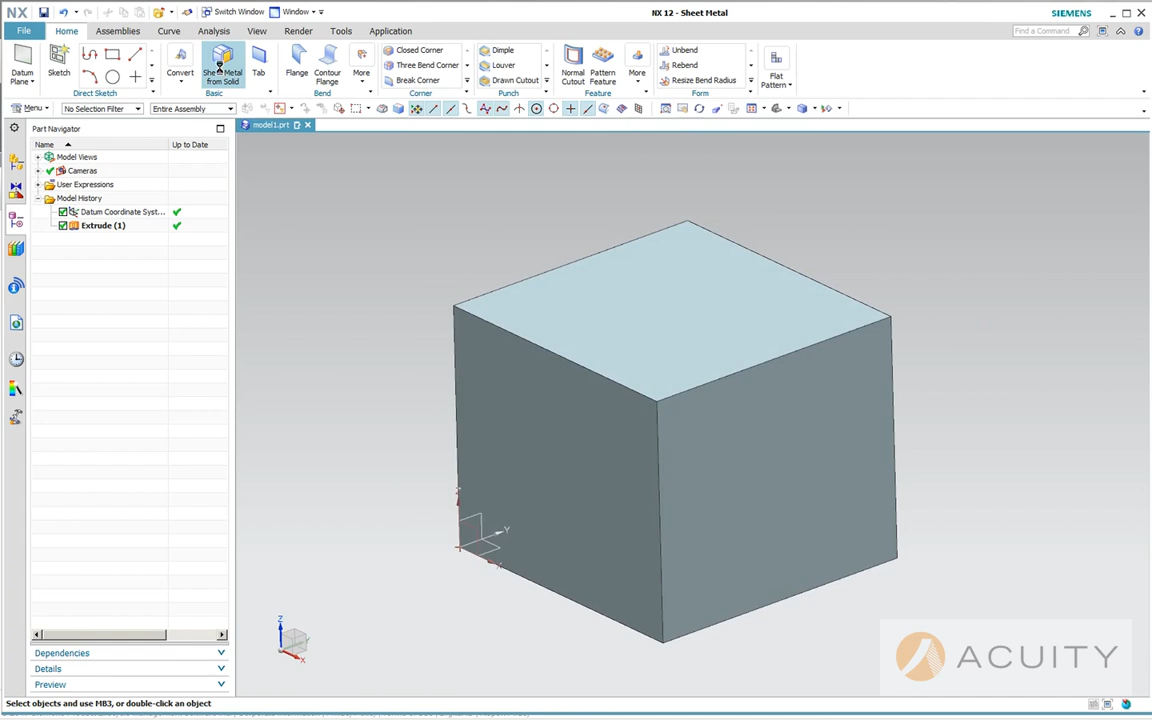 NX
Switch Window
Window
NX 12 - Sheet Metal
SIEMENS
File
Home
Assemblies
Curve
Analysis
View
Render
Tools
Application
Find a Command
Datum Plane
Sketch
Direct Sketch
Convert
Sheet Metal from Solid
Tab
Basic
Flange
Contour Flange
More
Bend
Closed Corner
Three Bend Corner
Break Corner
Corner
Dimple
Louver
Drawn Cutout
Punch
Normal Cutout
Pattern Feature
More
Feature
Unbend
Rebend
Resize Bend Radius
Form
Flat Pattern
Menu
No Selection Filter
Entire Assembly
Part Navigator
model1.prt
Name
Up to Date
Model Views
Cameras
User Expressions
Model History
Datum Coordinate Syst...
Extrude (1)
Y
X
Z
X
Dependencies
Details
Preview
ACUITY
Select objects and use MB3, or double-click an object